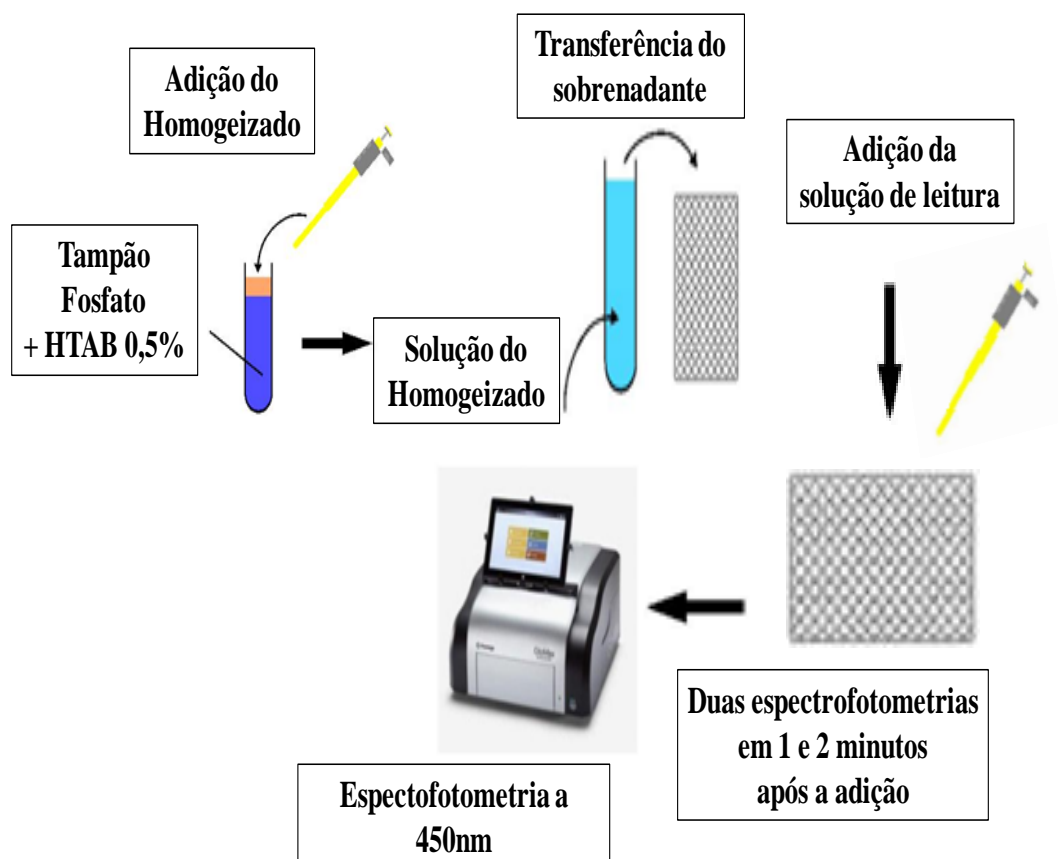 Adição do
Homogeizado
Tampão
Fosfato
+ HTAB 0,5%
Solução do
Homogeizado
Transferência do
sobrenadante
Adição da
solução de leitura
Duas espectrofotometrias
em 1 e 2 minutos
após a adição
Espectofotometria a
450nm